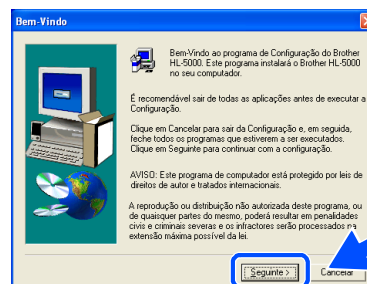 Bem-Vindo
Bem-Vindo ao programa de Configuração do Brother
HL-5000. Este programa instalará o Brother HL-5000
no seu computador.
É recomendável sair de todas as aplicações antes de executar a
Configuração.
Clique em Cancelar para sair da Configuração e, em seguida,
feche todos os programas que estiverem a ser executados.
Clique em Seguinte para continuar com a configuração.
AVISO: Este programa de computador está protegido por leis de
direitos de autor e tratados internacionais.
A reprodução ou distribuição não autorizada deste programa, ou
de quaisquer partes do mesmo, poderá resultar em penalidades
civis e criminais severas e os infractores serão processados na
extensão máxima possível da lei.
Seguinte >
Cancelar